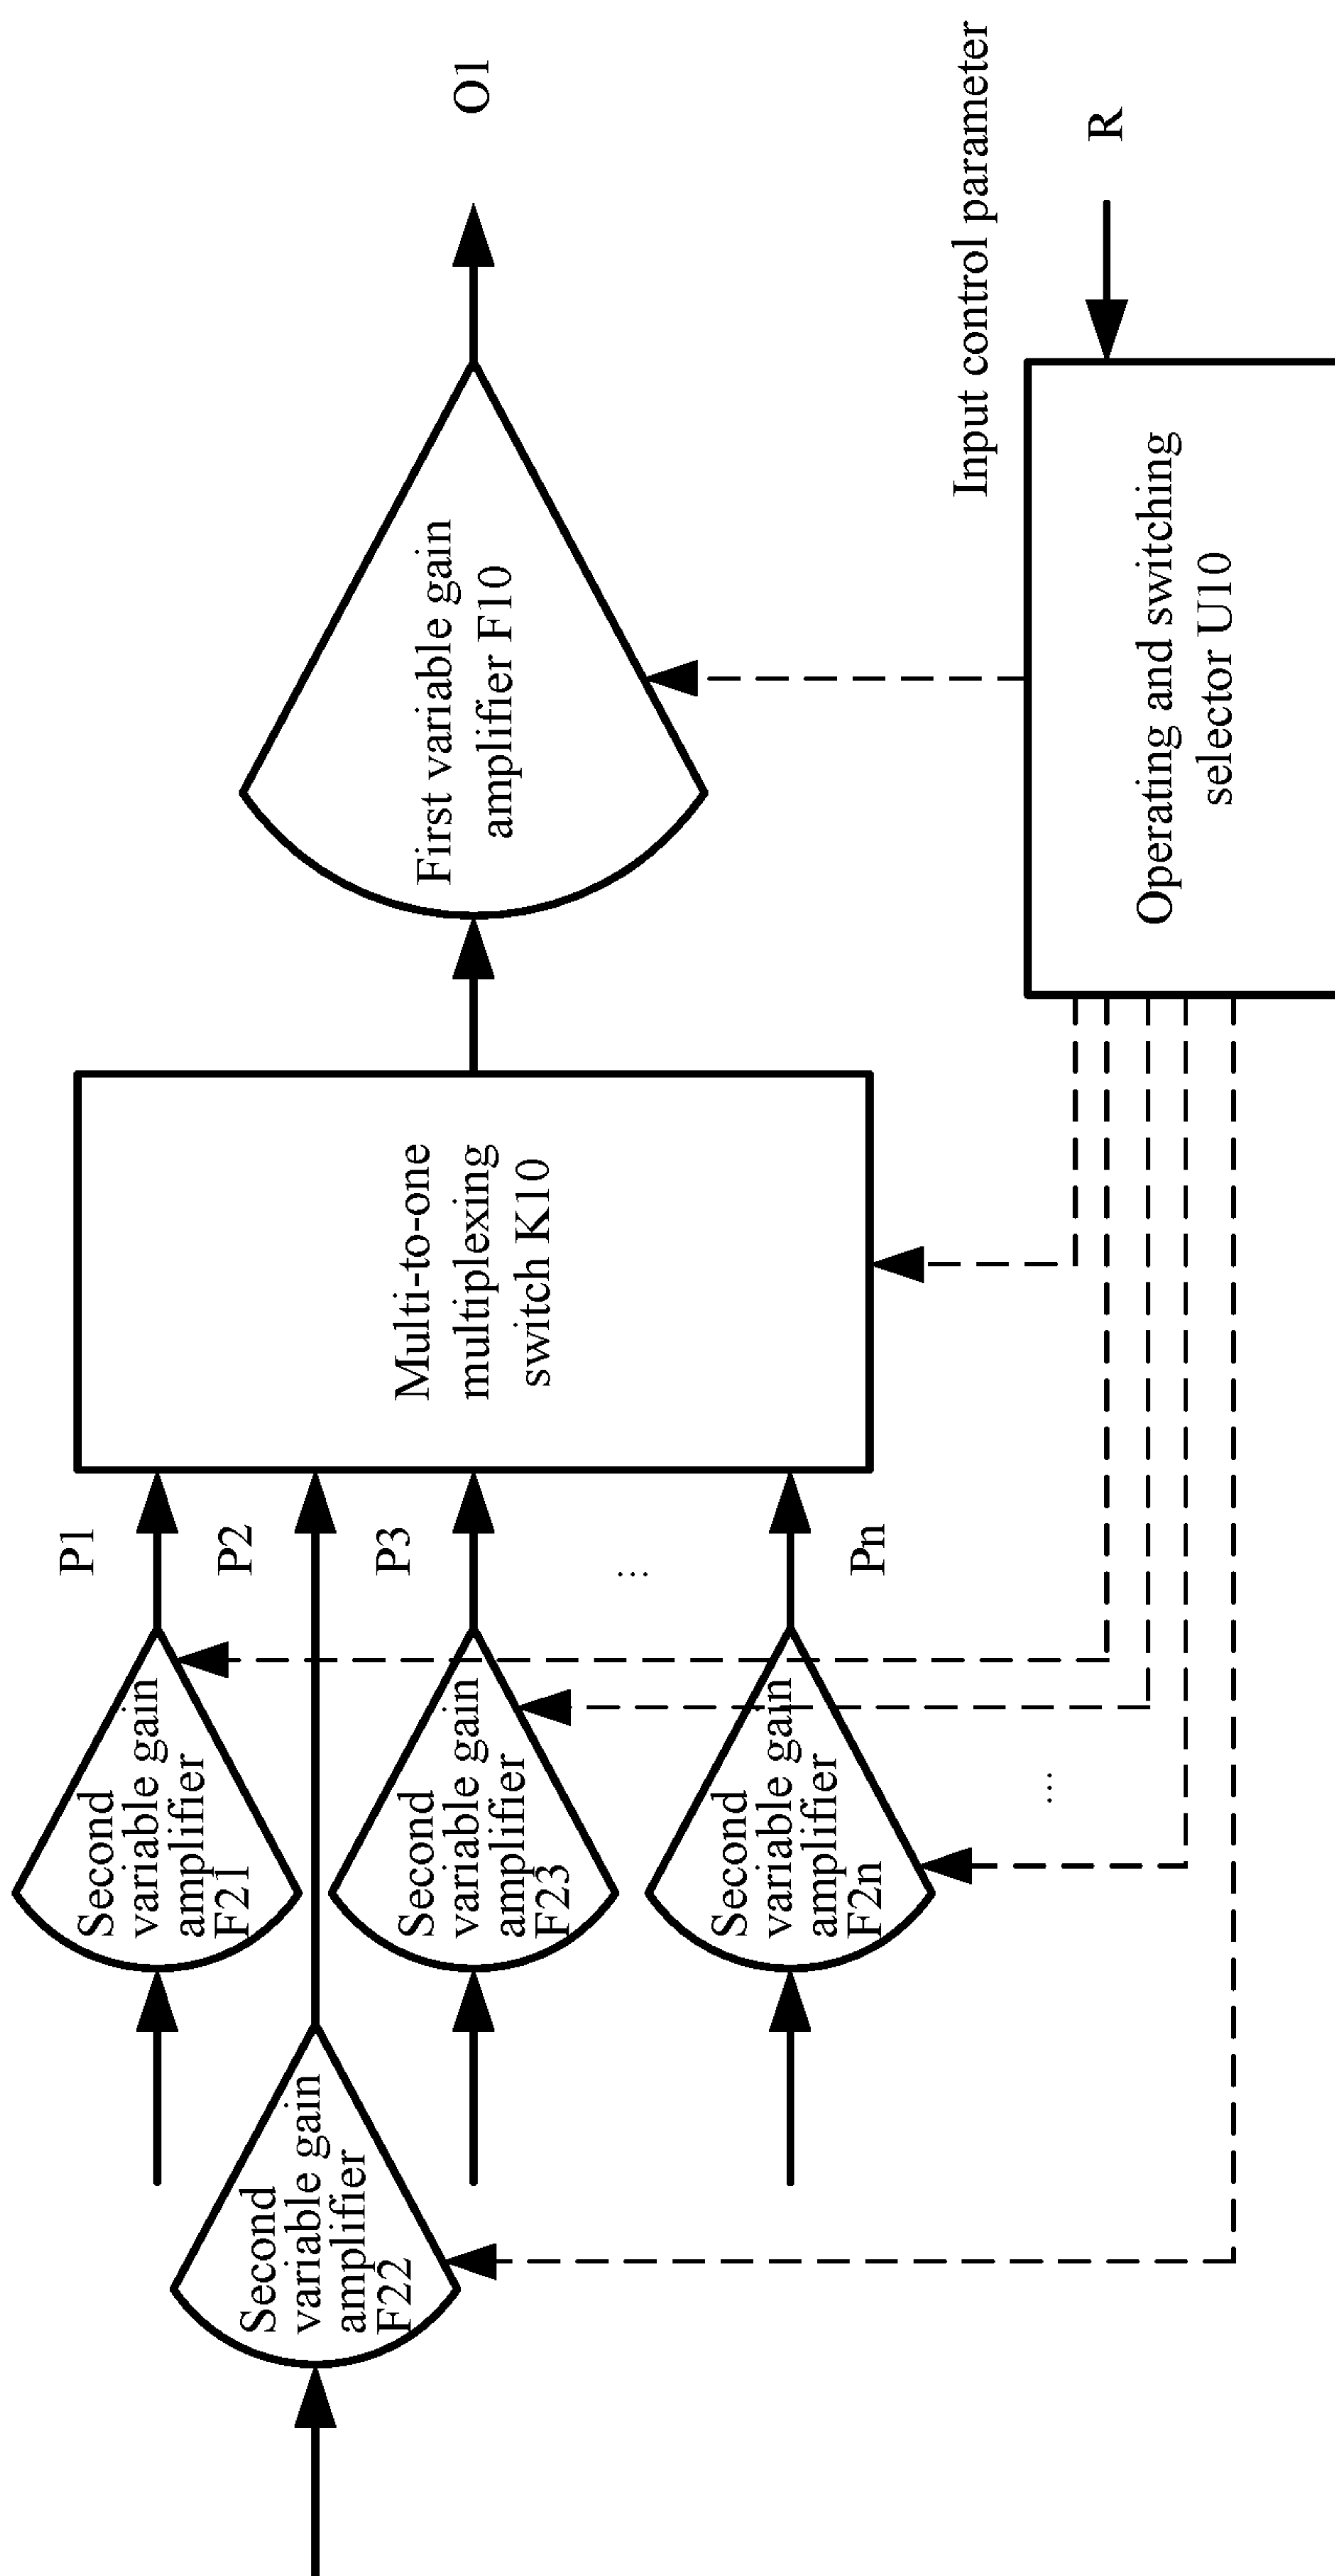 Second
variable gain
amplifier
F21
P1
Second
variable gain
amplifier
F22
P2
Second
variable gain
amplifier
F23
P3
...
Second
variable gain
amplifier
F2n
Pn
...
Multi-to-one
multiplexing
switch K10
First variable gain
amplifier F10
O1
Input control parameter
R
Operating and switching
selector U10